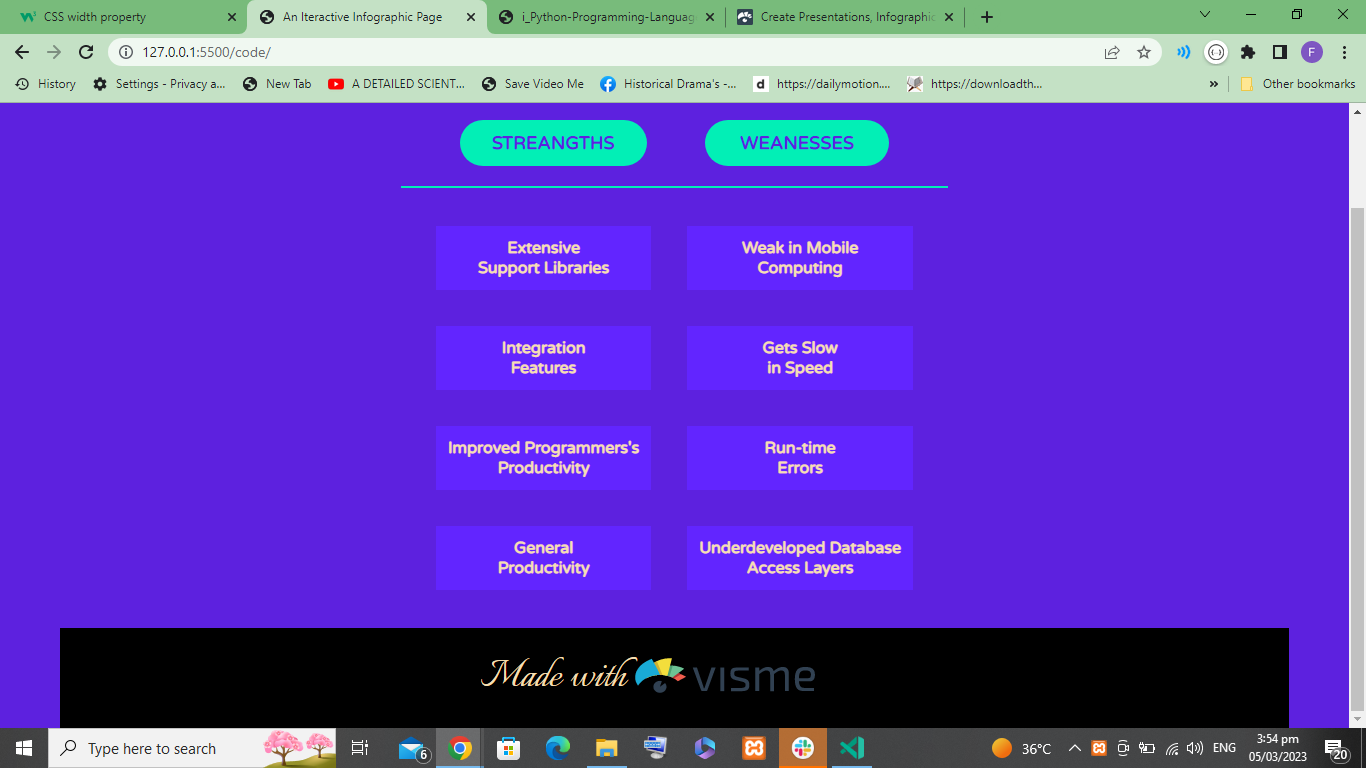 CSS width property
An Iteractive Infographic Page
i_Python-Programming-Languag
Create Presentations, Infographic
127.0.0.1:5500/code/
F
History
Settings - Privacy a...
New Tab
A DETAILED SCIENT...
Save Video Me
Historical Drama's -...
d
https://dailymotion....
https://downloadth...
»
Other bookmarks
STREANGTHS
WEANESSES
Extensive
Support Libraries
Weak in Mobile
Computing
Integration
Features
Gets Slow
in Speed
Improved Programmers's
Productivity
Run-time
Errors
General
Productivity
Underdeveloped Database
Access Layers
Made with visme
Type here to search
6
36°C
ENG
3:54 pm
05/03/2023
20